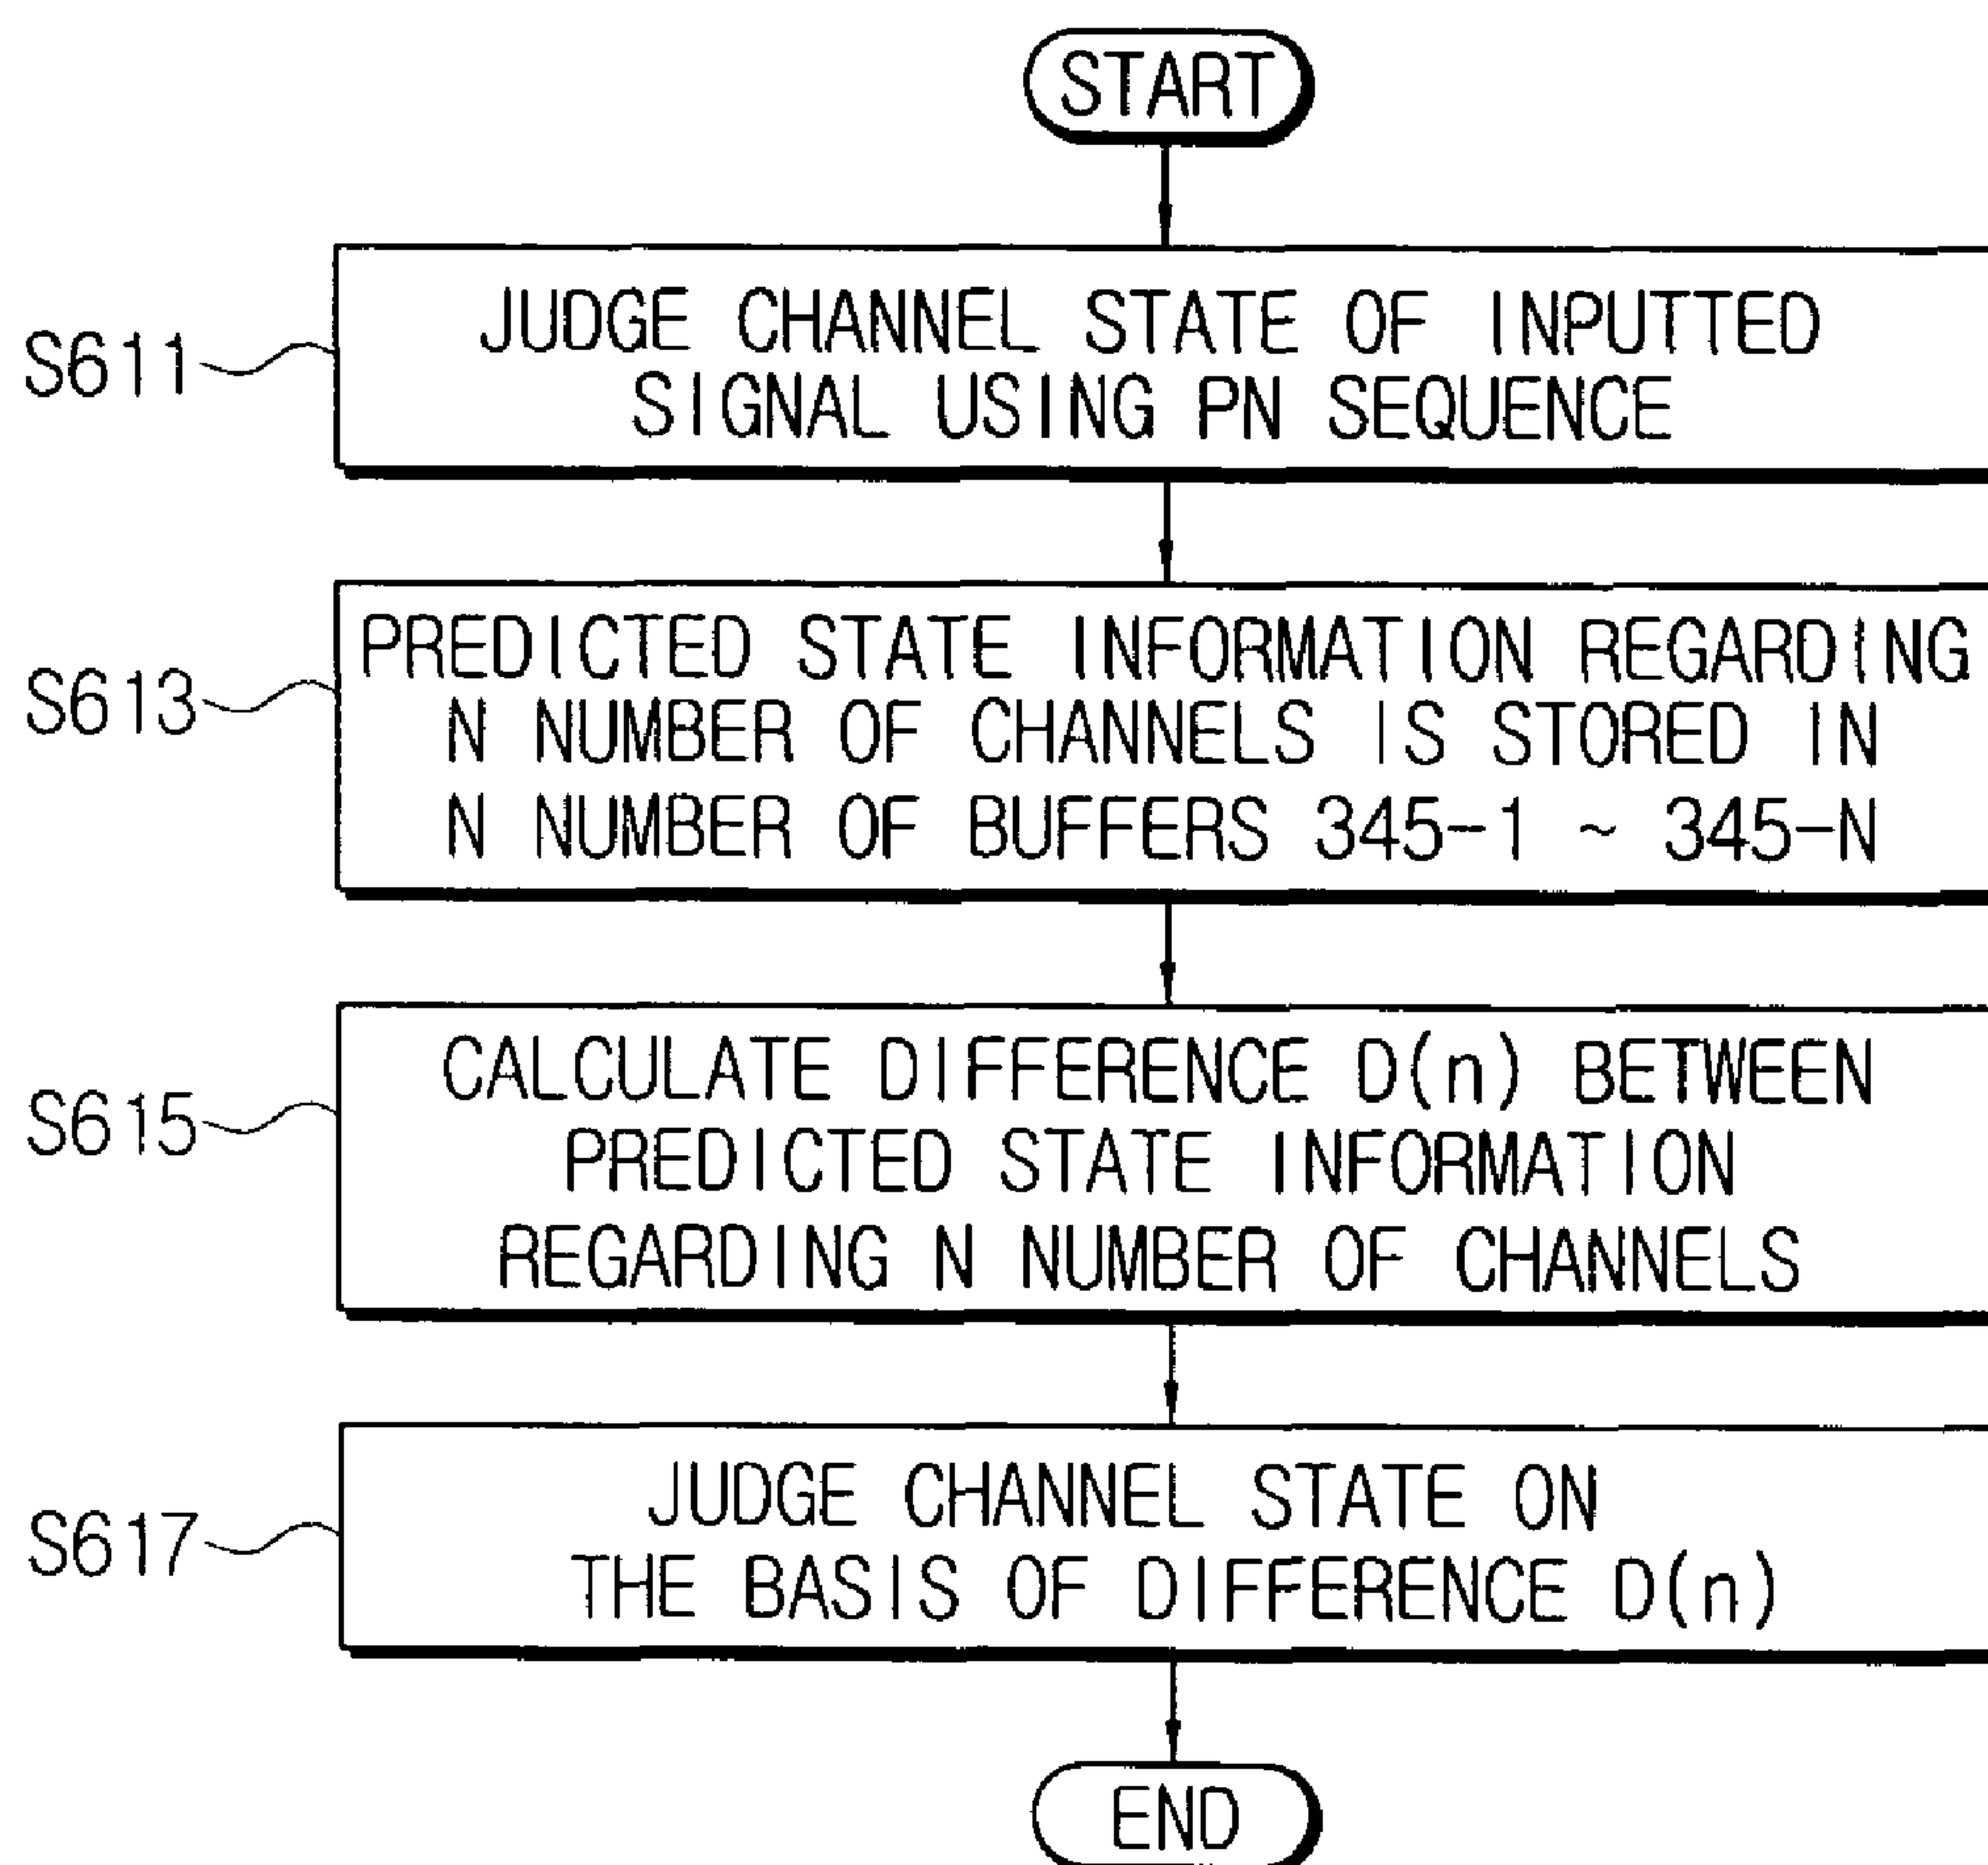 START
S611
JUDGE CHANNEL STATE OF INPUTTED
SIGNAL USING PN SEQUENCE
S613
PREDICTED STATE INFORMATION REGARDING
N NUMBER OF CHANNELS IS STORED IN
N NUMBER OF BUFFERS 345-1 ~ 345-N
S615
CALCULATE DIFFERENCE D(n) BETWEEN
PREDICTED STATE INFORMATION
REGARDING N NUMBER OF CHANNELS
S617
JUDGE CHANNEL STATE ON
THE BASIS OF DIFFERENCE D(n)
END